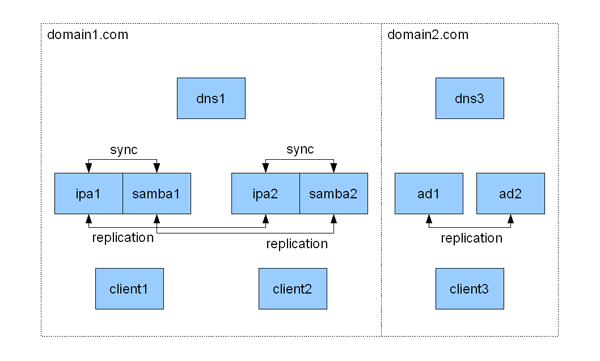 domain1.com
domain2.com
dns1
dns3
sync
sync
ipa1
samba1
ipa2
samba2
ad1
ad2
replication
replication
replication
client1
client2
client3